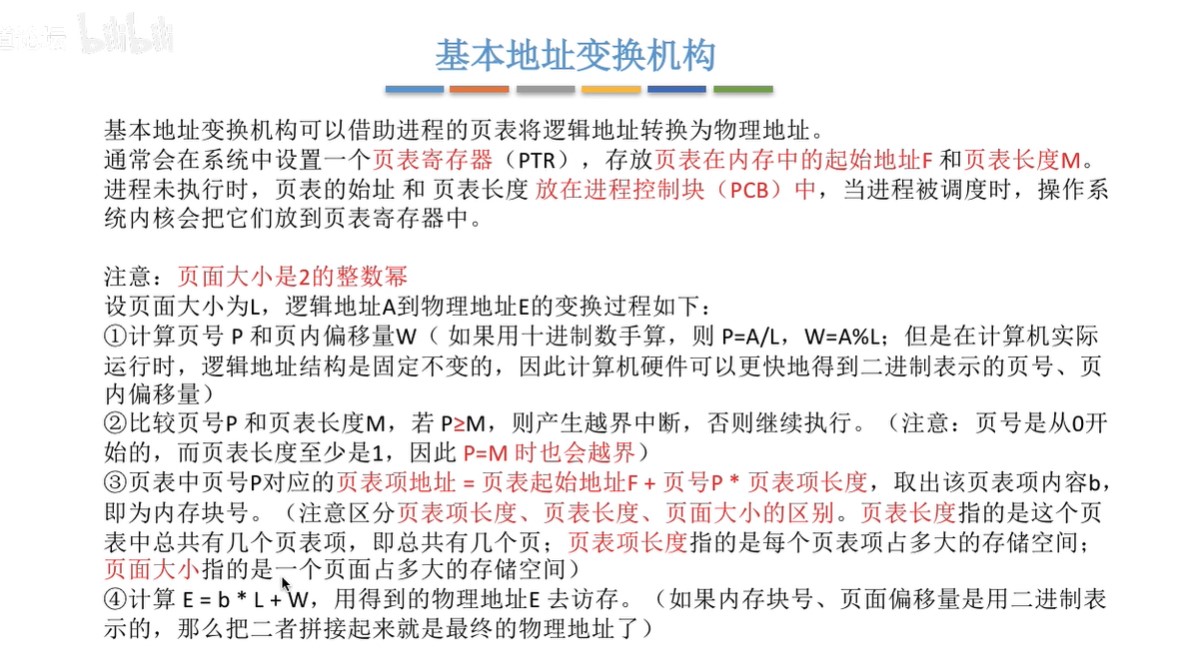 bilibili
基本地址变换机构
基本地址变换机构可以借助进程的页表将逻辑地址转换为物理地址。
通常会在系统中设置一个页表寄存器（PTR），存放页表在内存中的起始地址F 和页表长度M。
进程未执行时，页表的始址 和 页表长度 放在进程控制块（PCB）中，当进程被调度时，操作系
统内核会把它们放到页表寄存器中。
注意：页面大小是2的整数幂
设页面大小为L，逻辑地址A到物理地址E的变换过程如下：
①计算页号 P 和页内偏移量W（ 如果用十进制数手算，则 P=A/L，W=A%L；但是在计算机实际
运行时，逻辑地址结构是固定不变的，因此计算机硬件可以更快地得到二进制表示的页号、页
内偏移量）
②比较页号P 和页表长度M，若 P≥M，则产生越界中断，否则继续执行。（注意：页号是从0开
始的，而页表长度至少是1，因此 P=M 时也会越界）
③页表中页号P对应的页表项地址 = 页表起始地址F + 页号P * 页表项长度，取出该页表项内容b，
即为内存块号。（注意区分页表项长度、页表长度、页面大小的区别。页表长度指的是这个页
表中总共有几个页表项，即总共有几个页；页表项长度指的是每个页表项占多大的存储空间；
页面大小指的是一个页面占多大的存储空间）
④计算 E = b * L + W，用得到的物理地址E 去访存。（如果内存块号、页面偏移量是用二进制表
示的，那么把二者拼接起来就是最终的物理地址了）